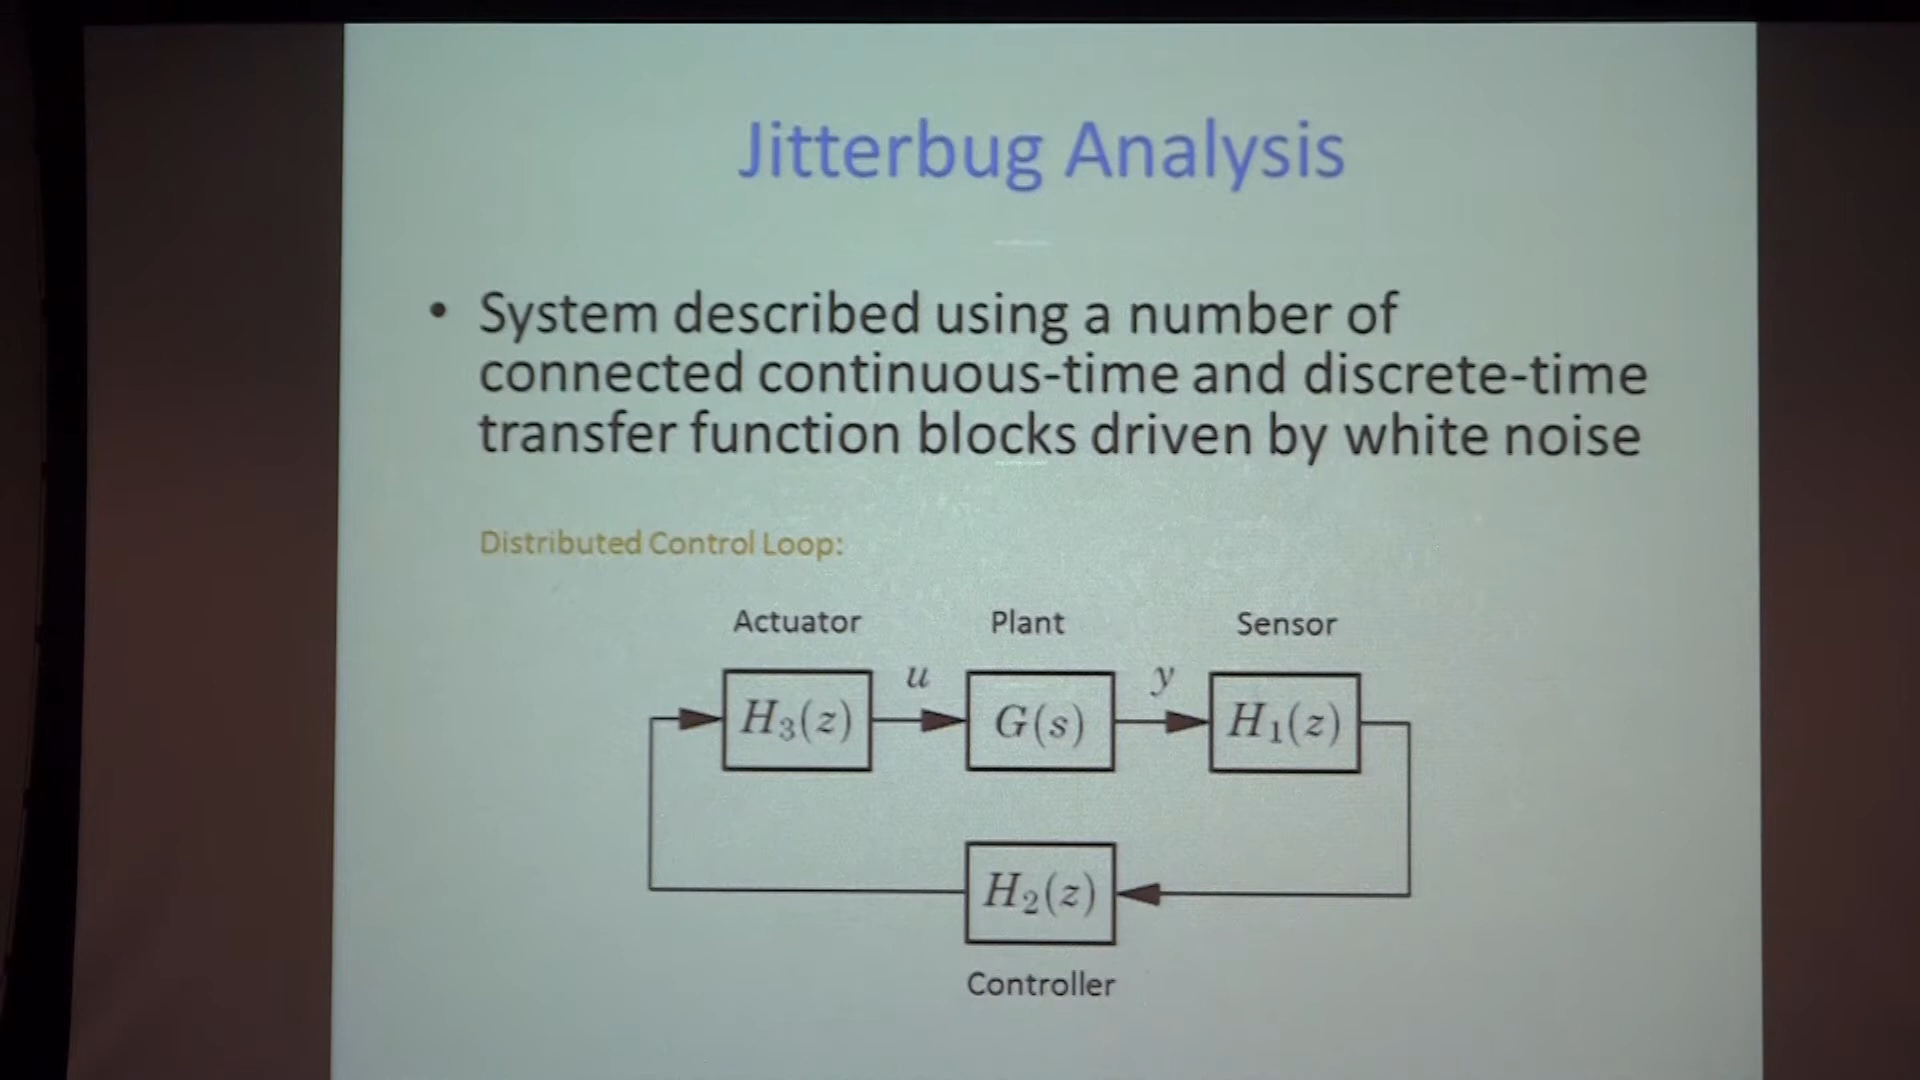 Jitterbug Analysis
• System described using a number of
connected continuous-time and discrete-time
transfer function blocks driven by white noise
Distributed Control Loop:
Actuator Plant Sensor
u y
H₃(z) G(s) H₁(z)
H₂(z)
Controller